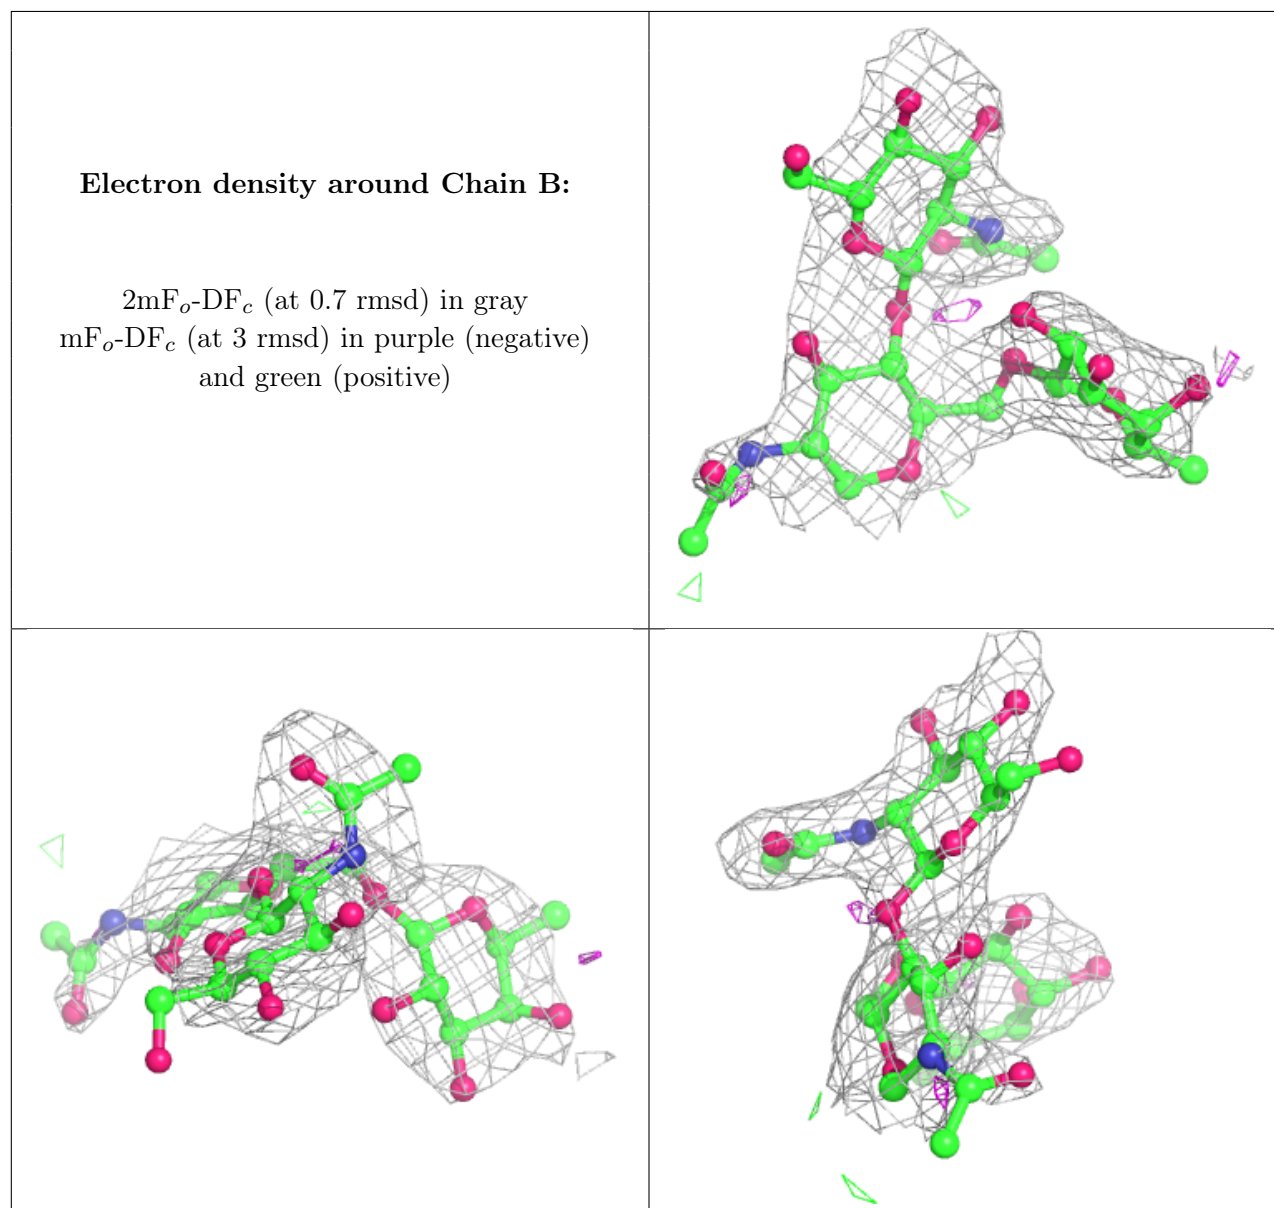 Electron density around Chain B:
2mFₒ-DF𝒸 (at 0.7 rmsd) in gray
mFₒ-DF𝒸 (at 3 rmsd) in purple (negative)
and green (positive)